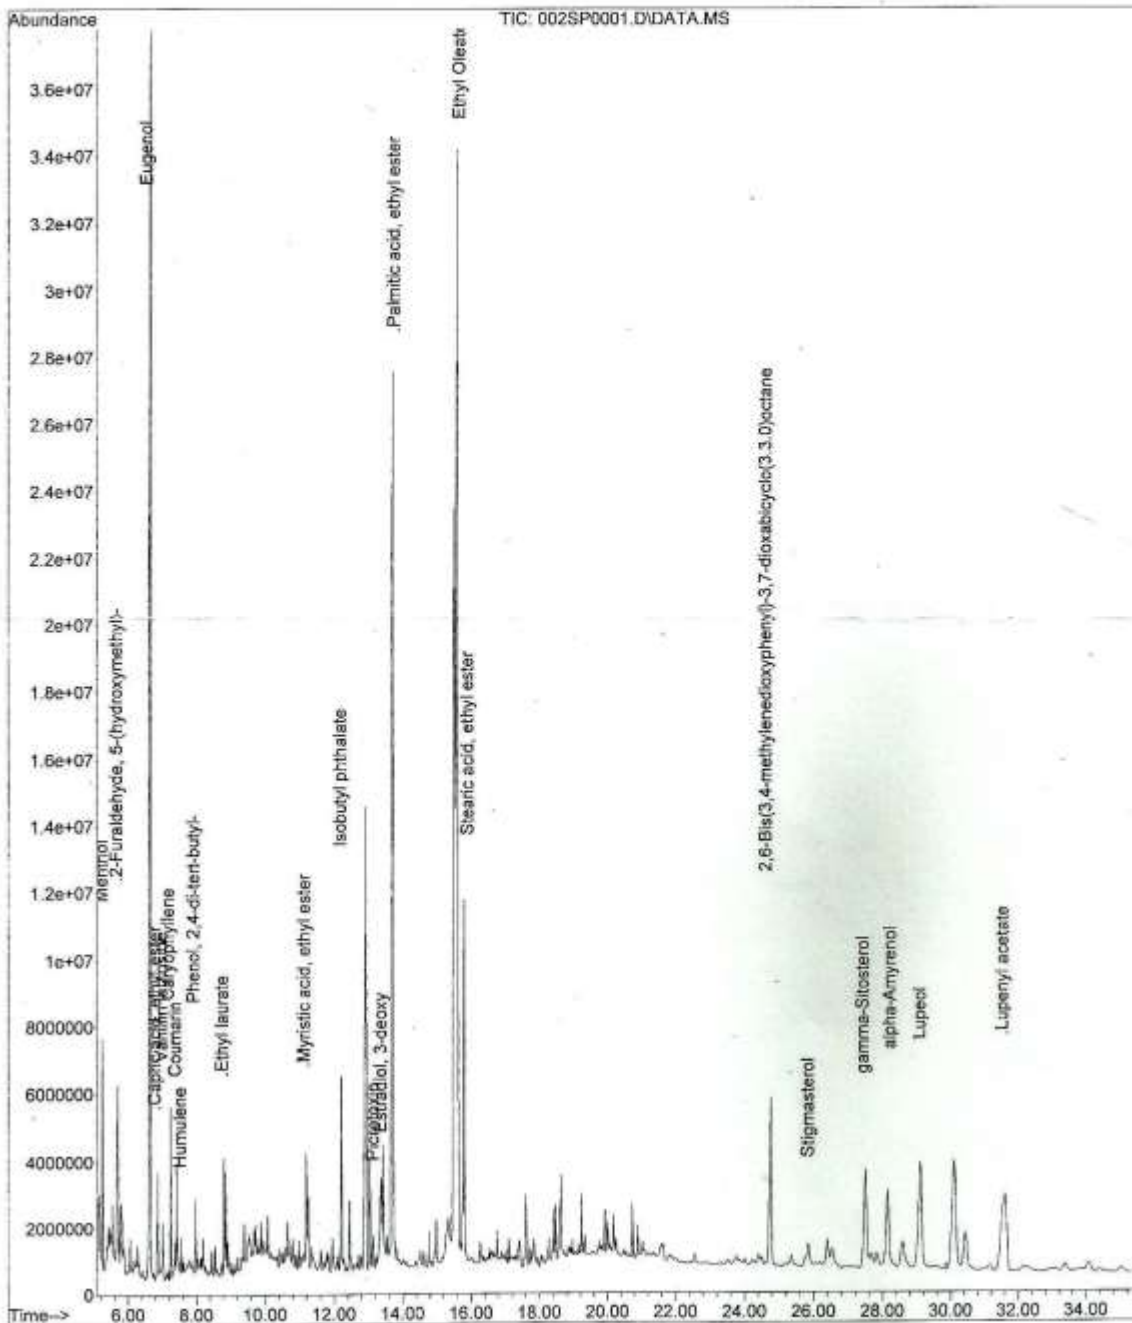 Abundance
TIC: 002SP0001.D\DATA.MS
3.6e+07
3.4e+07
3.2e+07
3e+07
2.8e+07
2.6e+07
2.4e+07
2.2e+07
2e+07
1.8e+07
1.6e+07
1.4e+07
1.2e+07
1e+07
8000000
6000000
4000000
2000000
0
Menthol
.2-Furaldehyde, 5-(hydroxymethyl)-
Eugenol
.Capric acid, ethyl ester
Vanillin
Caryophyllene
Coumarin
Humulene
Phenol, 2,4-di-tert-butyl-
.Ethyl laurate
.Myristic acid, ethyl ester
Isobutyl phthalate
Picrotoxin
Estradiol, 3-deoxy
.Palmitic acid, ethyl ester
Ethyl Oleate
Stearic acid, ethyl ester
2,6-Bis(3,4-methylenedioxyphenyl)-3,7-dioxabicyclo(3.3.0)octane
Stigmasterol
gamma-Sitosterol
alpha-Amyrenol
Lupeol
.Lupenyl acetate
Time-->
6.00 8.00 10.00 12.00 14.00 16.00 18.00 20.00 22.00 24.00 26.00 28.00 30.00 32.00 34.00